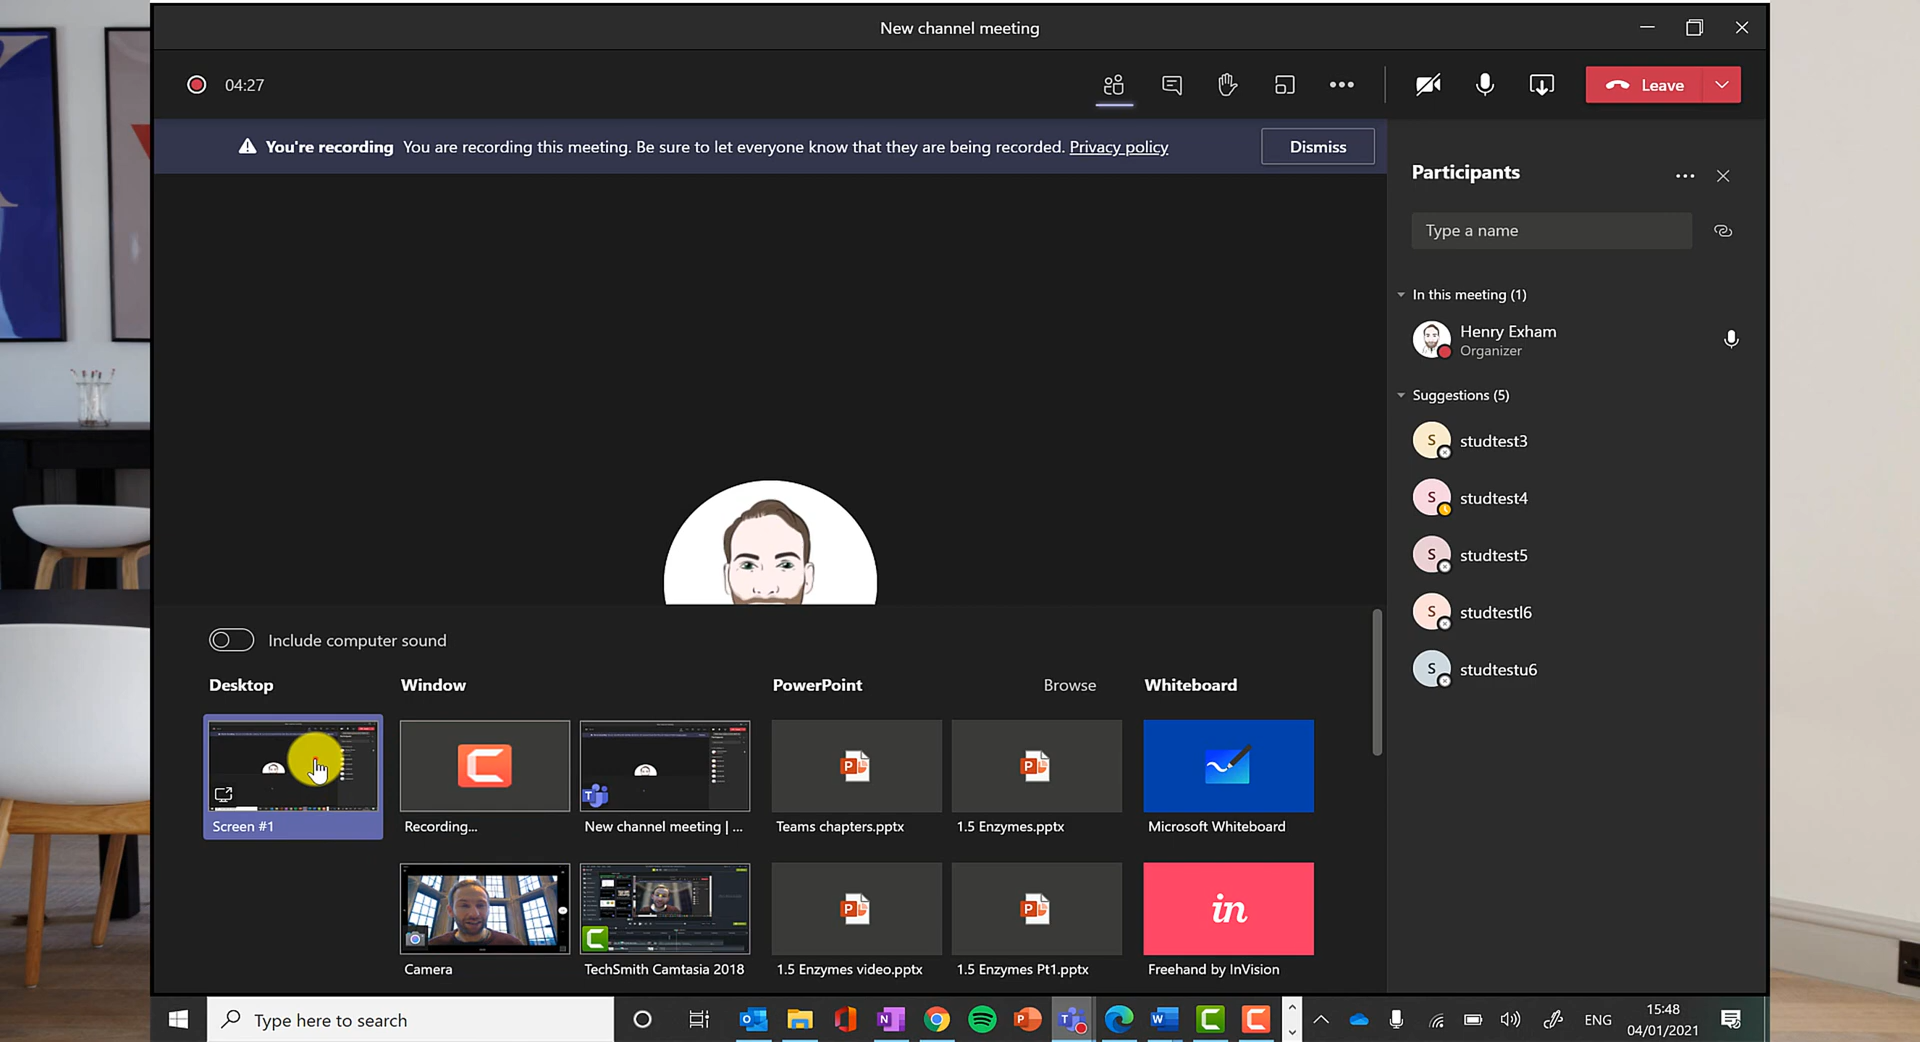 New channel meeting
04:27
Leave
You're recording You are recording this meeting. Be sure to let everyone know that they are being recorded. Privacy policy
Dismiss
Participants
Type a name
In this meeting (1)
Henry Exham
Organizer
Suggestions (5)
S studtest3
S studtest4
S studtest5
S studtestl6
S studtestu6
Include computer sound
Desktop
Window
PowerPoint
Browse
Whiteboard
Screen #1
Recording...
New channel meeting | ...
Teams chapters.pptx
1.5 Enzymes.pptx
Microsoft Whiteboard
in
Camera
TechSmith Camtasia 2018
1.5 Enzymes video.pptx
1.5 Enzymes Pt1.pptx
Freehand by InVision
Type here to search
ENG
15:48
04/01/2021